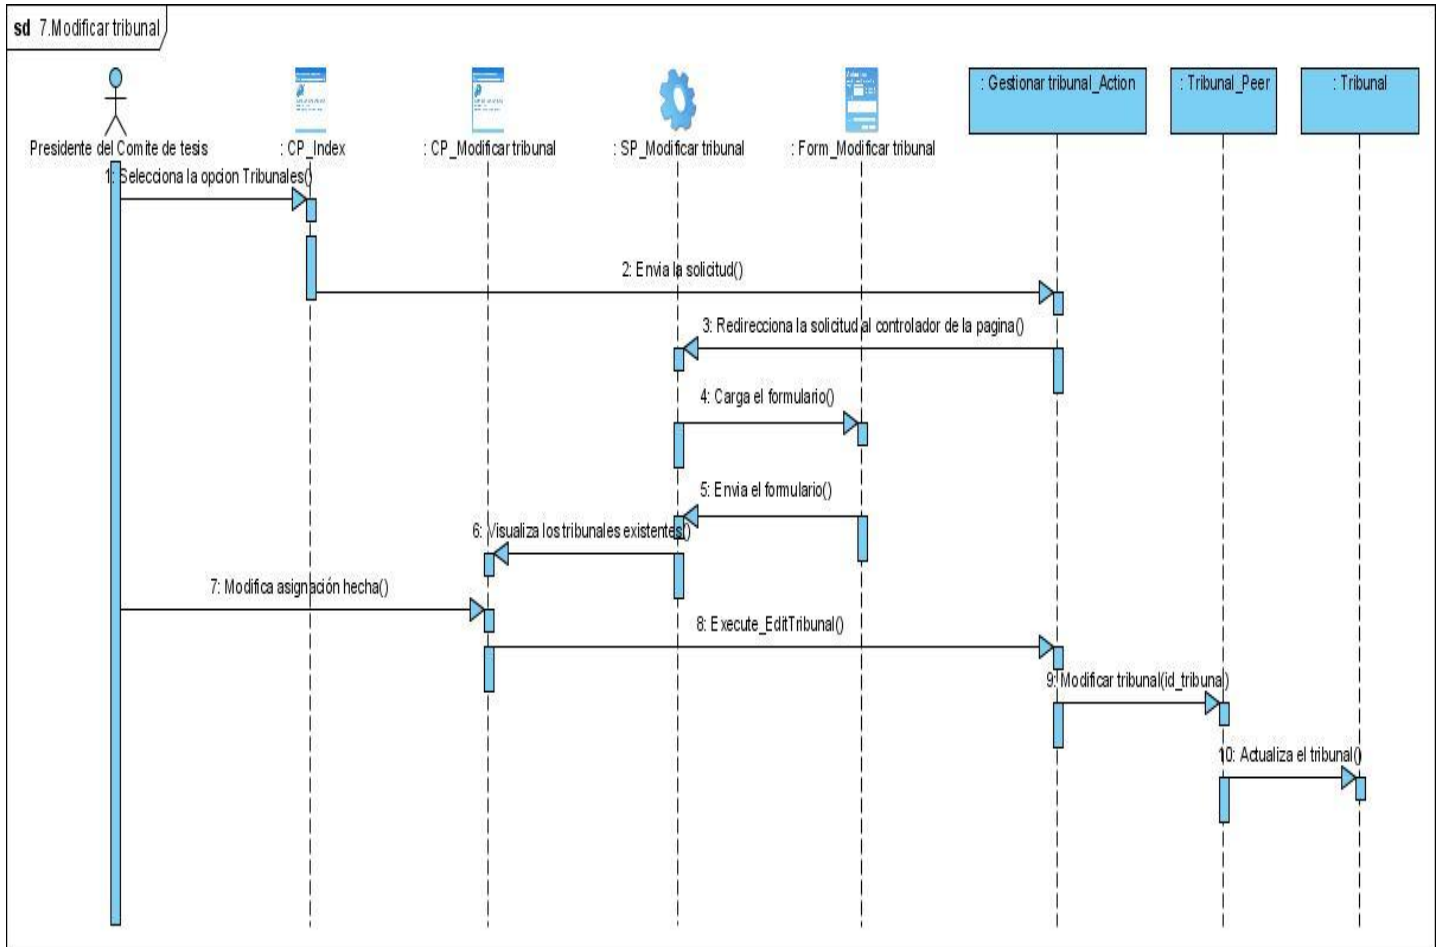 sd 7.Modificar tribunal
Presidente del Comite de tesis
: CP_Index
: CP_Modificar tribunal
: SP_Modificar tribunal
: Form_Modificar tribunal
: Gestionar tribunal_Action
: Tribunal_Peer
: Tribunal
1: Selecciona la opcion Tribunales()
2: Envia la solicitud()
3: Redirecciona la solicitud al controlador de la pagina()
4: Carga el formulario()
5: Envia el formulario()
6: Visualiza los tribunales existentes()
7: Modifica asignación hecha()
8: Execute_EditTribunal()
9: Modificar tribunal(id_tribunal)
10: Actualiza el tribunal()